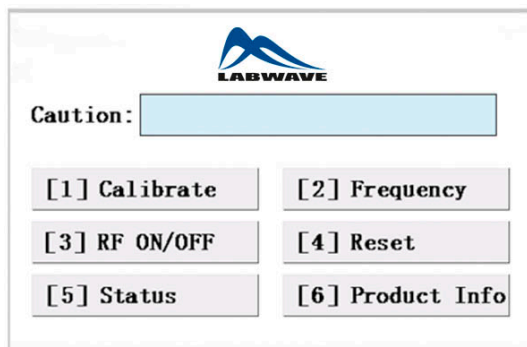 LABWAVE
Caution:
[1] Calibrate
[2] Frequency
[3] RF ON/OFF
[4] Reset
[5] Status
[6] Product Info